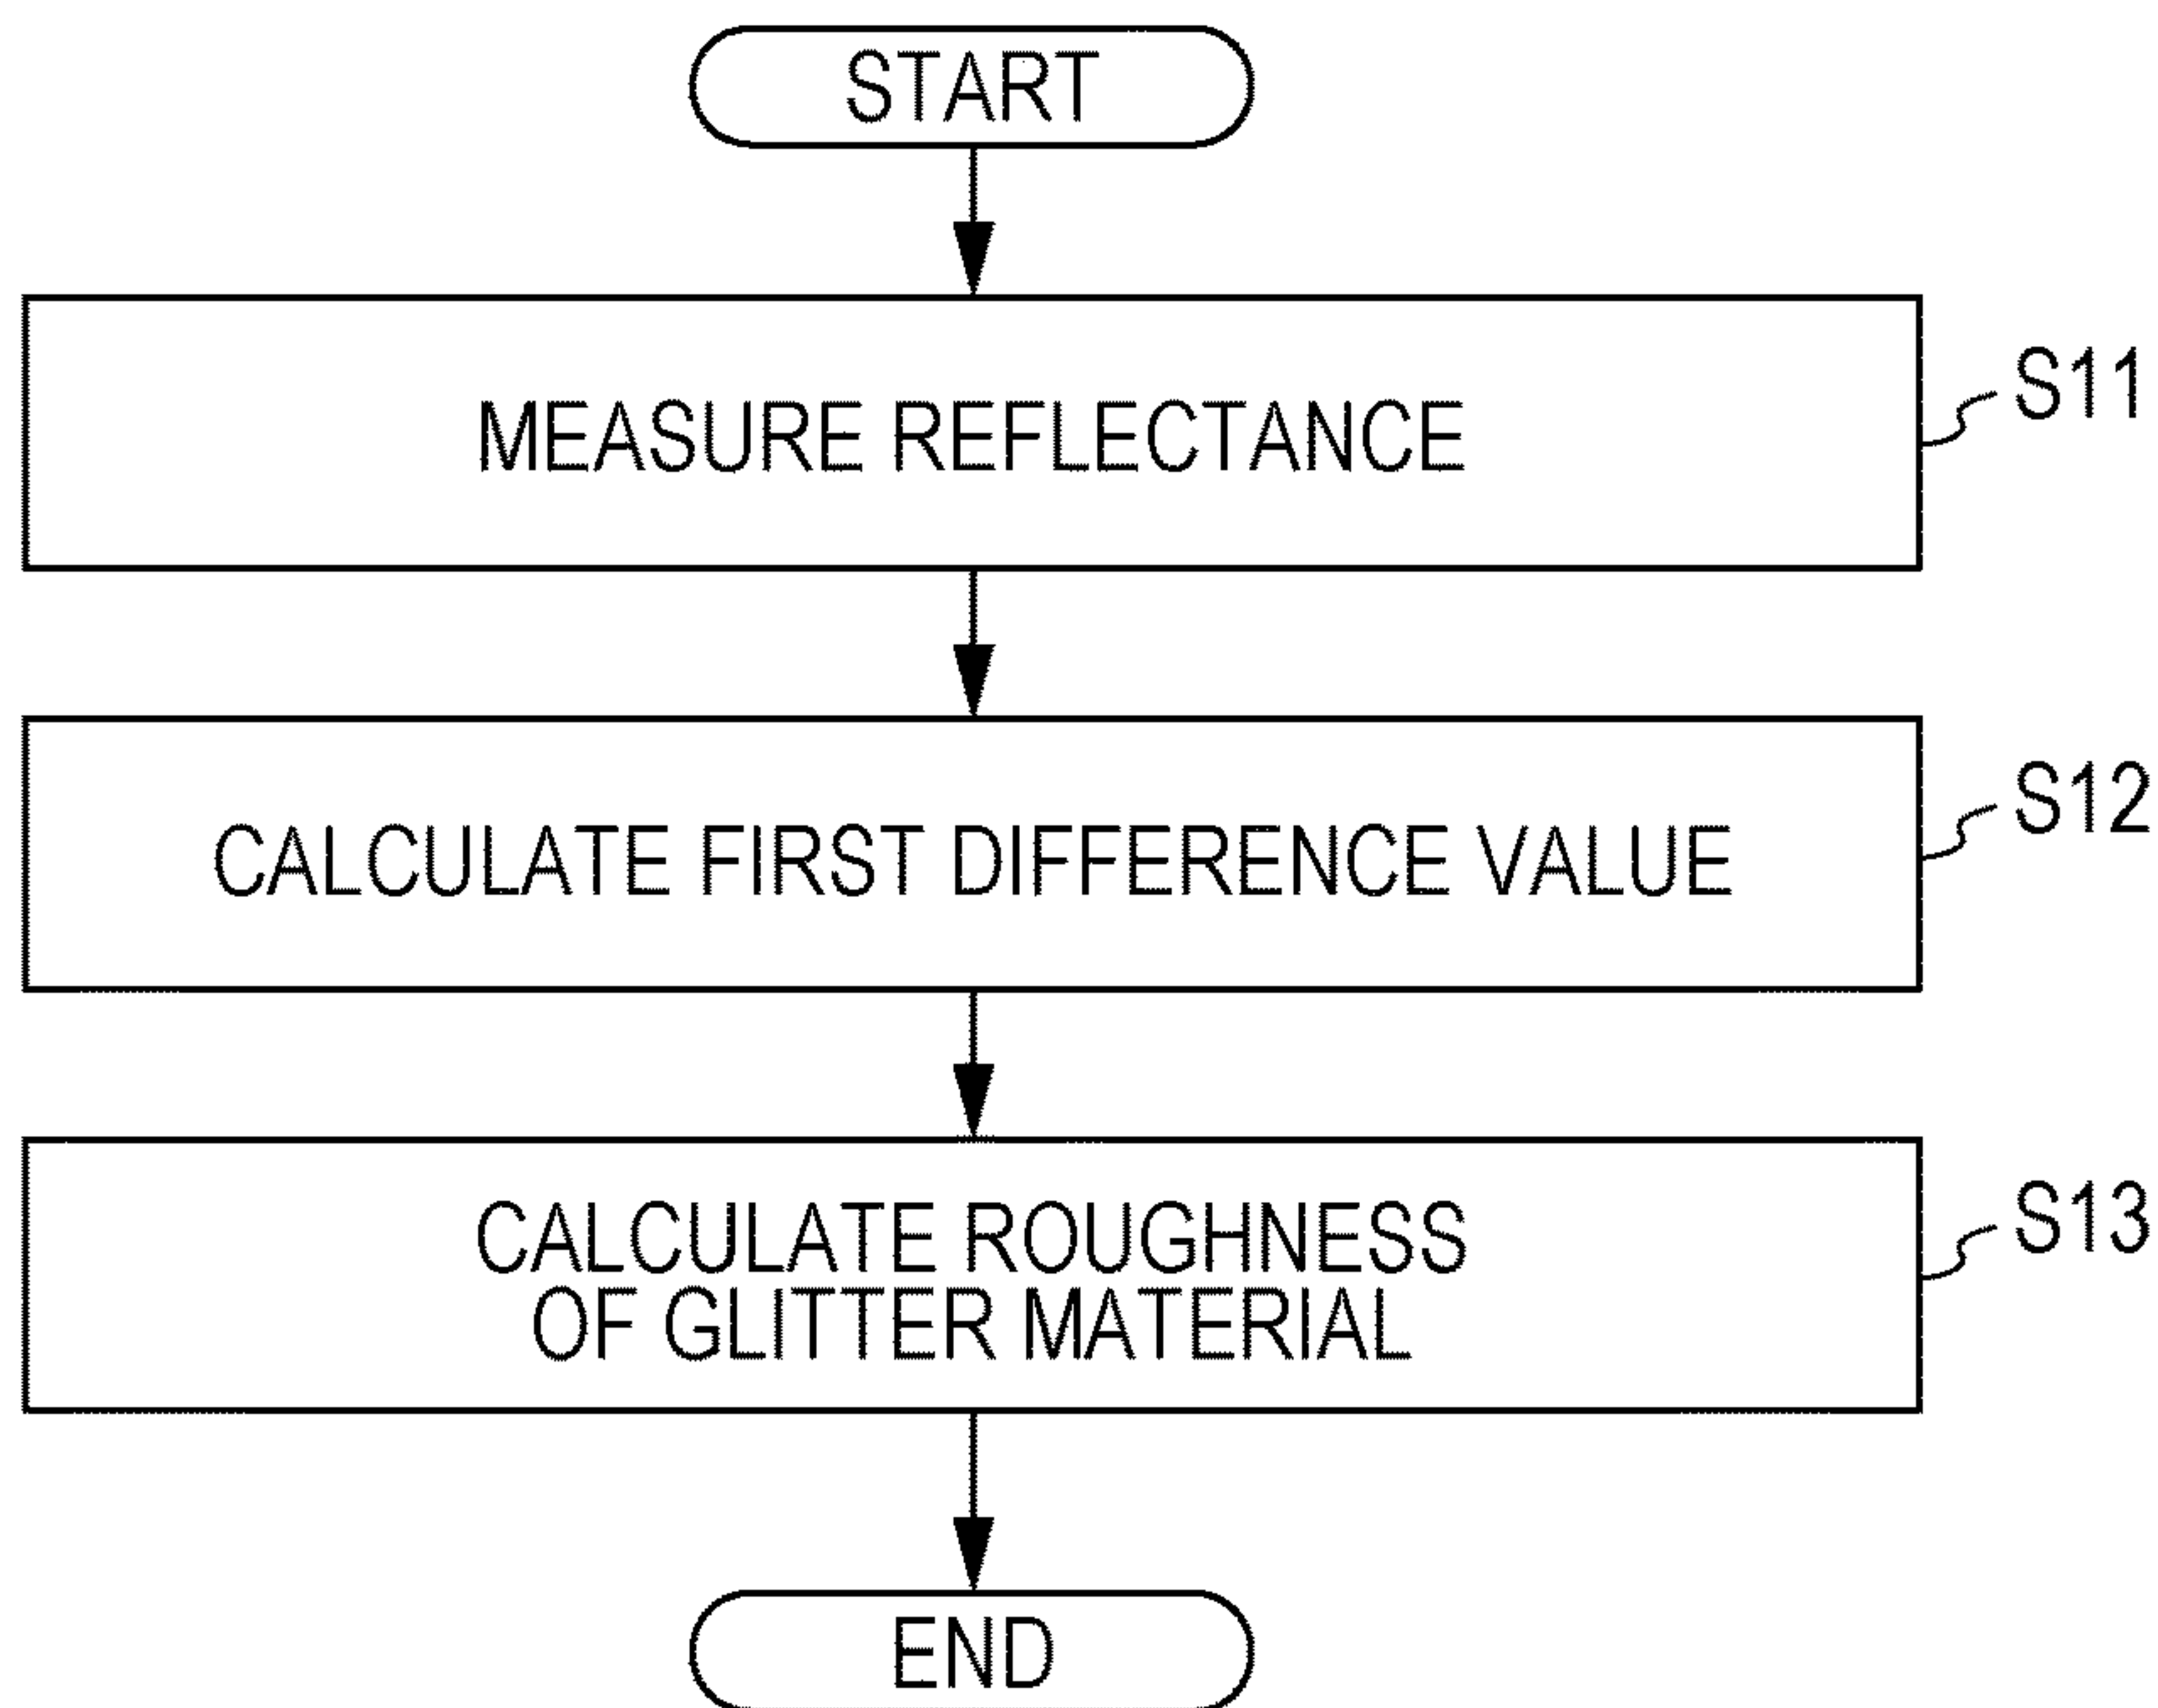 START
MEASURE REFLECTANCE
S11
CALCULATE FIRST DIFFERENCE VALUE
S12
CALCULATE ROUGHNESS
OF GLITTER MATERIAL
S13
END